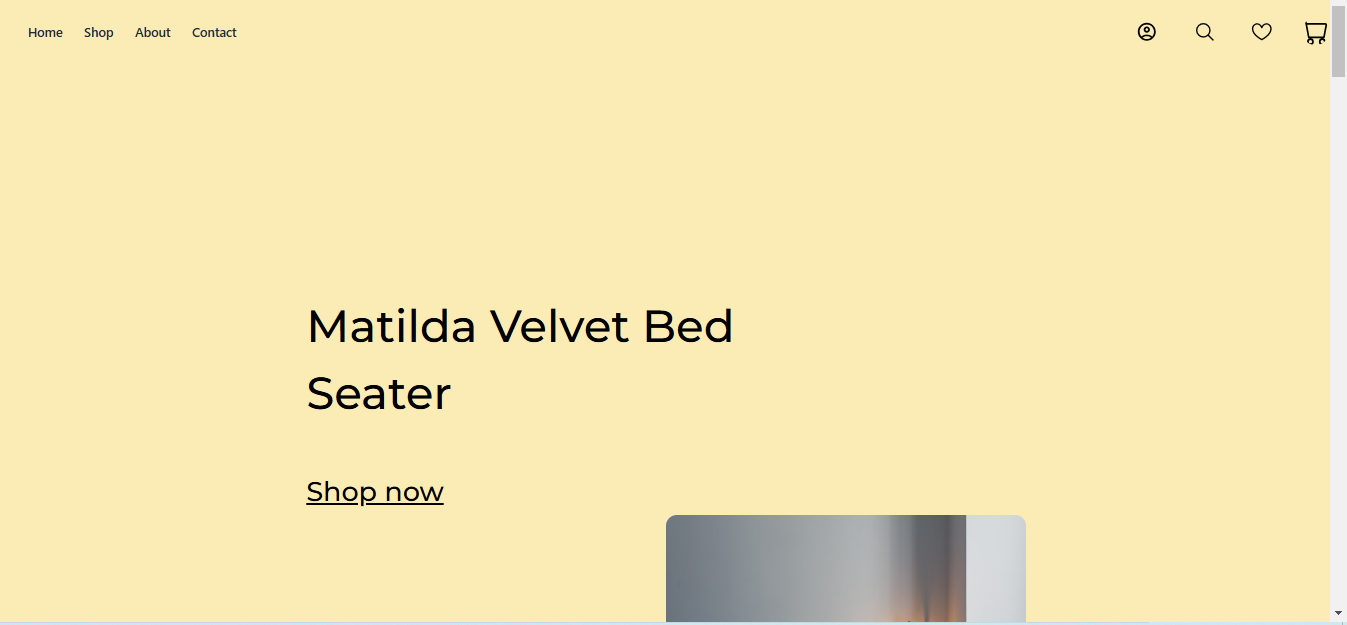 Home Shop About Contact
Matilda Velvet Bed
Seater
Shop now